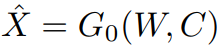 X̂ = G₀(W, C)